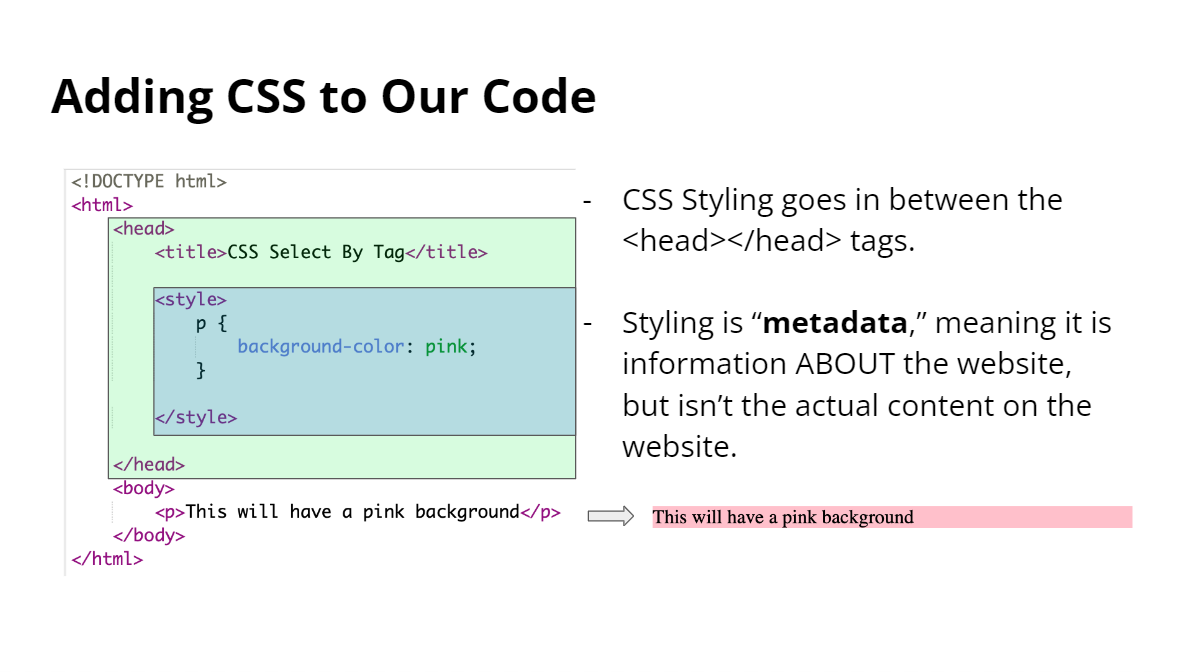 Adding CSS to Our Code
<!DOCTYPE html>
<html>
<head>
<title>CSS Select By Tag</title>
<style>
p {
background-color: pink;
}
</style>
</head>
<body>
<p>This will have a pink background</p>
</body>
</html>
- CSS Styling goes in between the
<head></head> tags.
- Styling is “metadata,” meaning it is
information ABOUT the website,
but isn’t the actual content on the
website.
This will have a pink background